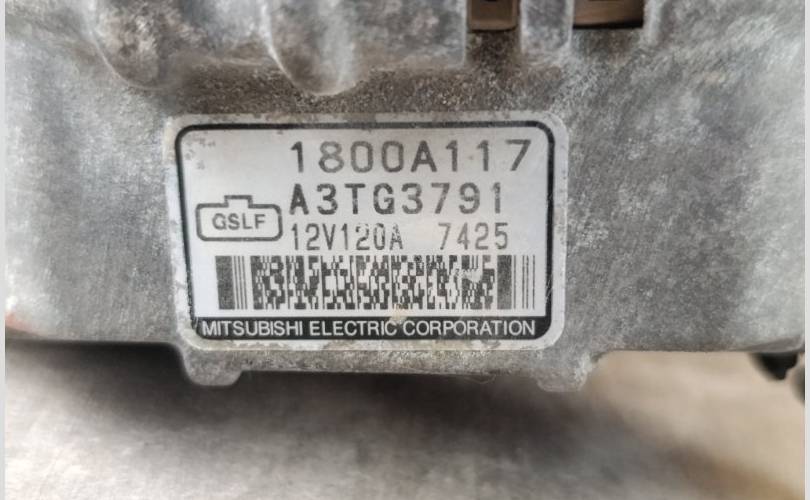 1800A117
A3TG3791
GSLF
12V120A 7425
MITSUBISHI ELECTRIC CORPORATION